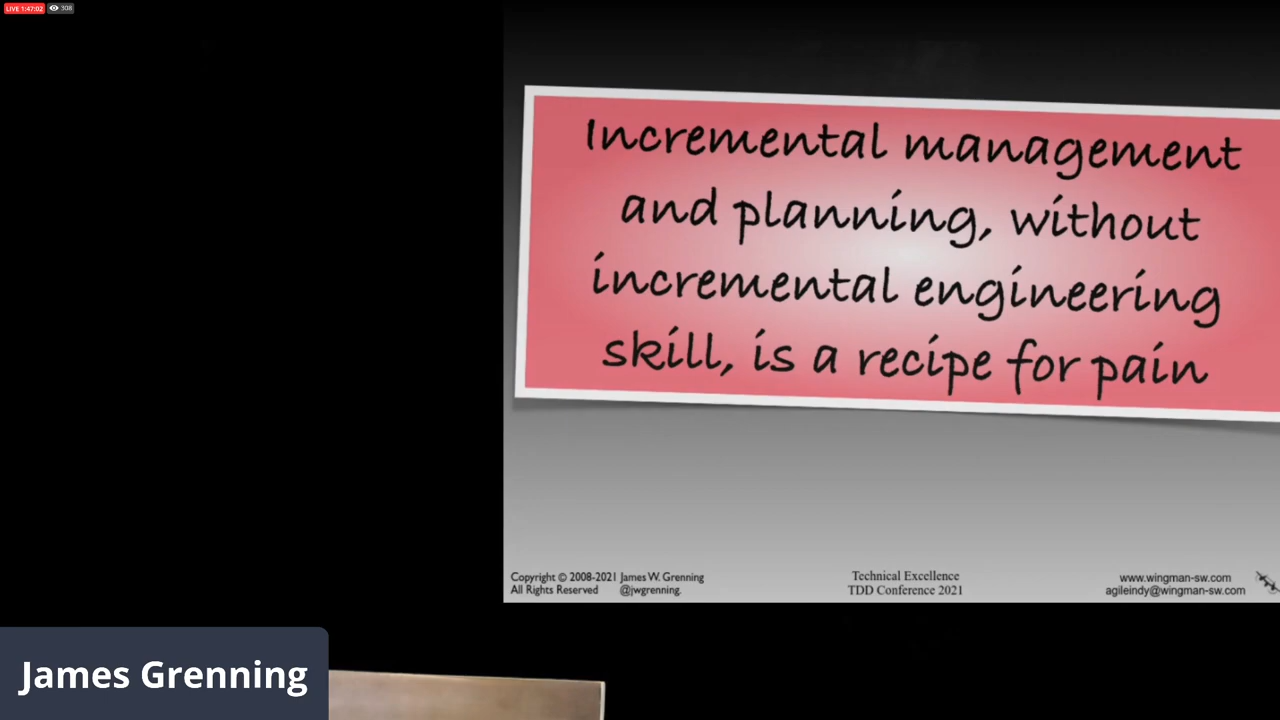 LIVE 1:47:02 308
Incremental management
and planning, without
incremental engineering
skill, is a recipe for pain
Copyright © 2008-2021 James W. Grenning
All Rights Reserved @jwgrenning.
Technical Excellence
TDD Conference 2021
www.wingman-sw.com
agileindy@wingman-sw.com
James Grenning